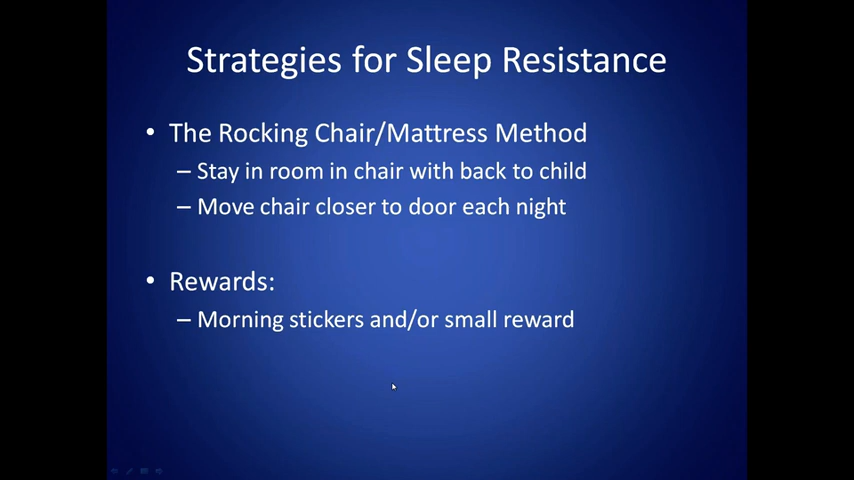 Strategies for Sleep Resistance
• The Rocking Chair/Mattress Method
– Stay in room in chair with back to child
– Move chair closer to door each night
• Rewards:
– Morning stickers and/or small reward